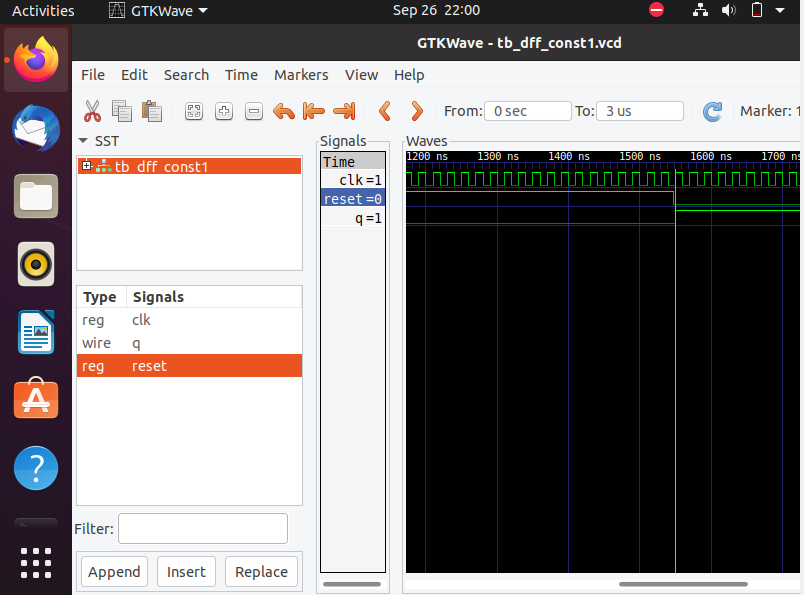 Activities GTKWave Sep 26 22:00
GTKWave - tb_dff_const1.vcd
File Edit Search Time Markers View Help
From: 0 sec To: 3 us Marker: 1
SST Signals Waves
tb_dff_const1 Time 1200 ns 1300 ns 1400 ns 1500 ns 1600 ns 1700 ns
clk=1
reset=0
q=1
Type Signals
reg clk
wire q
reg reset
Filter:
Append Insert Replace